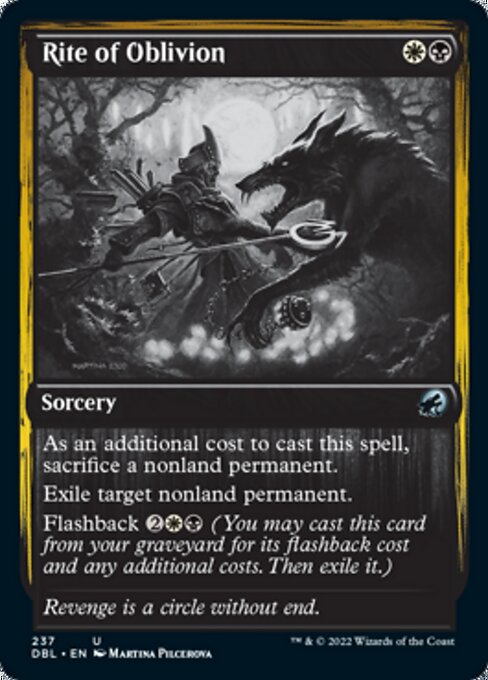 Rite of Oblivion
Sorcery
As an additional cost to cast this spell,
sacrifice a nonland permanent.
Exile target nonland permanent.
Flashback 2 (You may cast this card
from your graveyard for its flashback cost
and any additional costs. Then exile it.)
Revenge is a circle without end.
237 U
DBL • EN MARTINA PILCEROVA
™ & © 2022 Wizards of the Coast